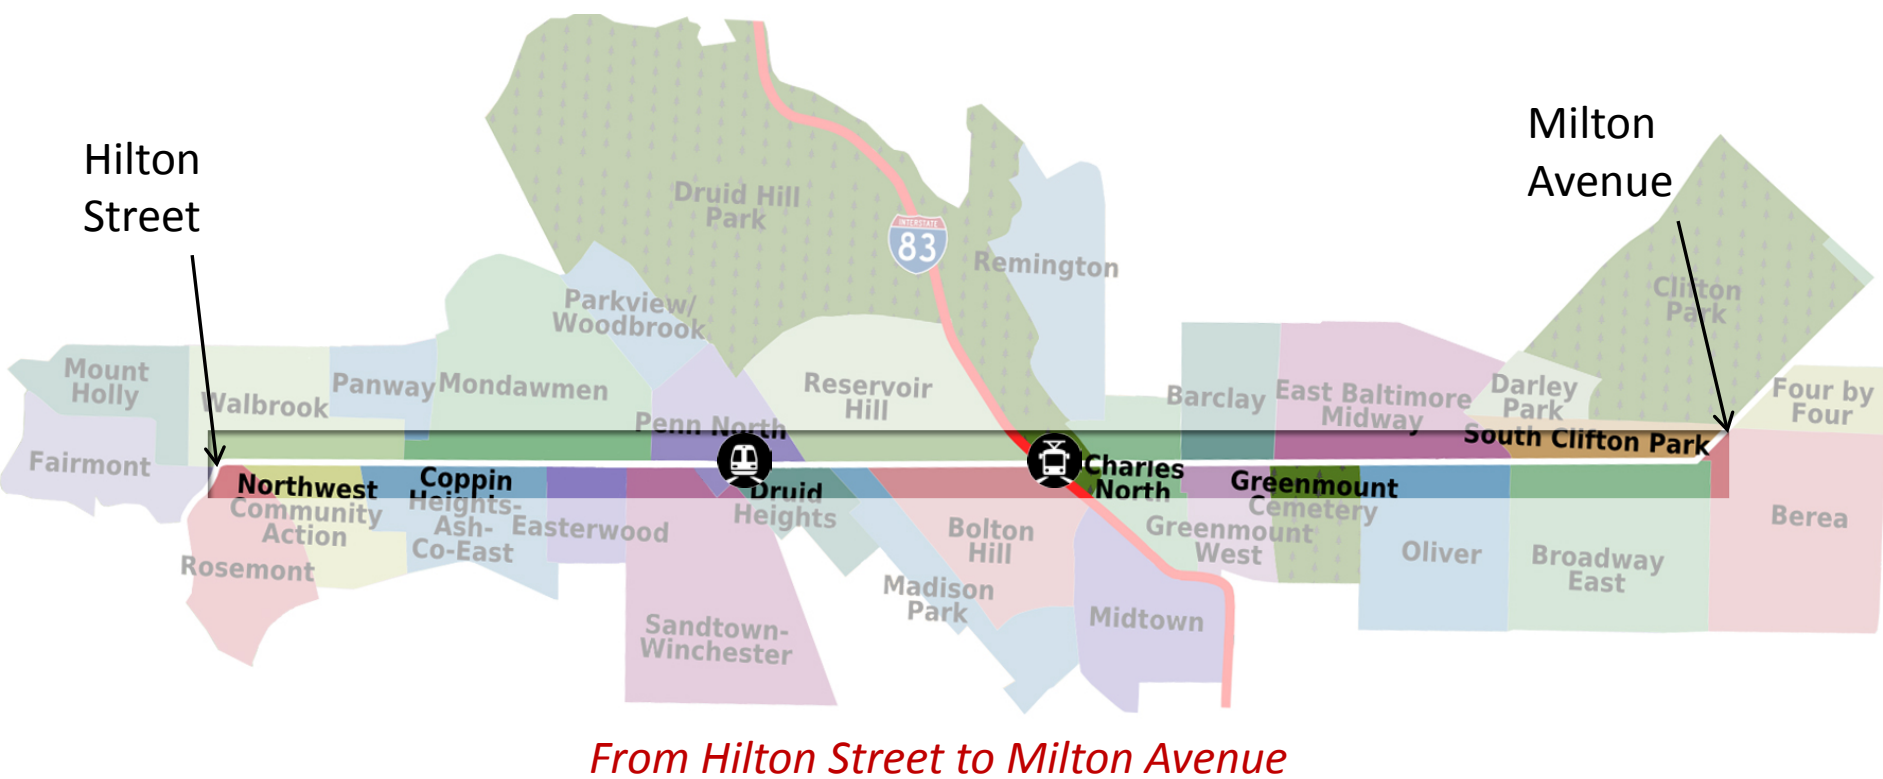 Hilton
Street
Milton
Avenue
Druid Hill
Park
INTERSTATE
83
Remington
Clifton
Park
Parkview/
Woodbrook
Mount
Holly
Walbrook
Panway
Mondawmen
Penn North
Reservoir
Hill
Barclay
East Baltimore
Midway
Darley
Park
Four by
Four
South Clifton Park
Fairmont
Northwest
Community
Action
Coppin
Heights-
Ash-
Co-East
Easterwood
Druid
Heights
Charles
North
Greenmount
Cemetery
Greenmount
West
Rosemont
Bolton
Hill
Oliver
Broadway
East
Berea
Madison
Park
Midtown
Sandtown-
Winchester
From Hilton Street to Milton Avenue